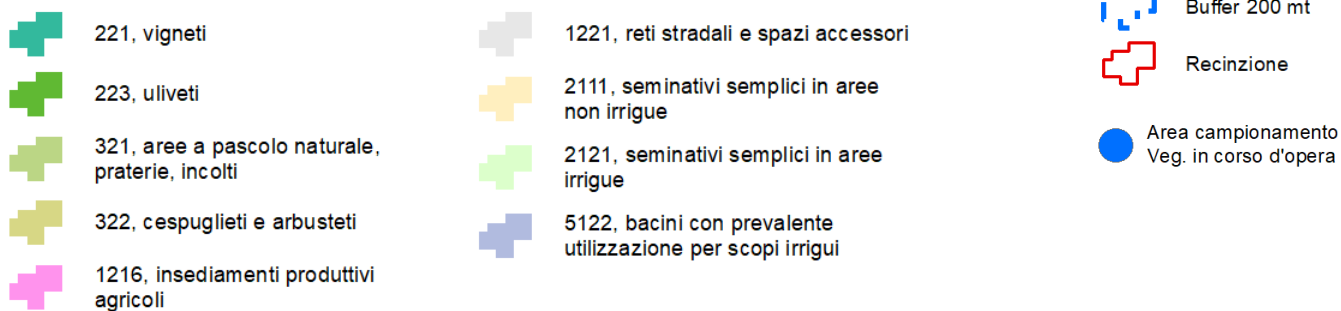 221, vigneti
223, uliveti
321, aree a pascolo naturale,
praterie, incolti
322, cespuglieti e arbusteti
1216, insediamenti produttivi
agricoli
1221, reti stradali e spazi accessori
2111, seminativi semplici in aree
non irrigue
2121, seminativi semplici in aree
irrigue
5122, bacini con prevalente
utilizzazione per scopi irrigui
Buffer 200 mt
Recinzione
Area campionamento
Veg. in corso d'opera